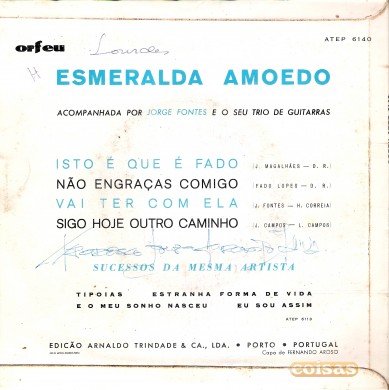 orfeu
Lourdes
ATEP 6140
H
ESMERALDA AMOEDO
ACOMPANHADA POR JORGE FONTES E O SEU TRIO DE GUITARRAS
ISTO É QUE É FADO (J. MAGALHÃES — D. R.)
NÃO ENGRAÇAS COMIGO (FADO LOPES — D. R.)
VAI TER COM ELA (J. FONTES — H. CORREIA)
SIGO HOJE OUTRO CAMINHO (J. CAMPOS — L. CAMPOS)
SUCESSOS DA MESMA ARTISTA
TIPOIAS ESTRANHA FORMA DE VIDA
E O MEU SONHO NASCEU EU SOU ASSIM
ATEP 6119
EDICÃO ARNALDO TRINDADE & CA., LDA. • PORTO • PORTUGAL
Capa de FERNANDO AROSO
coisas